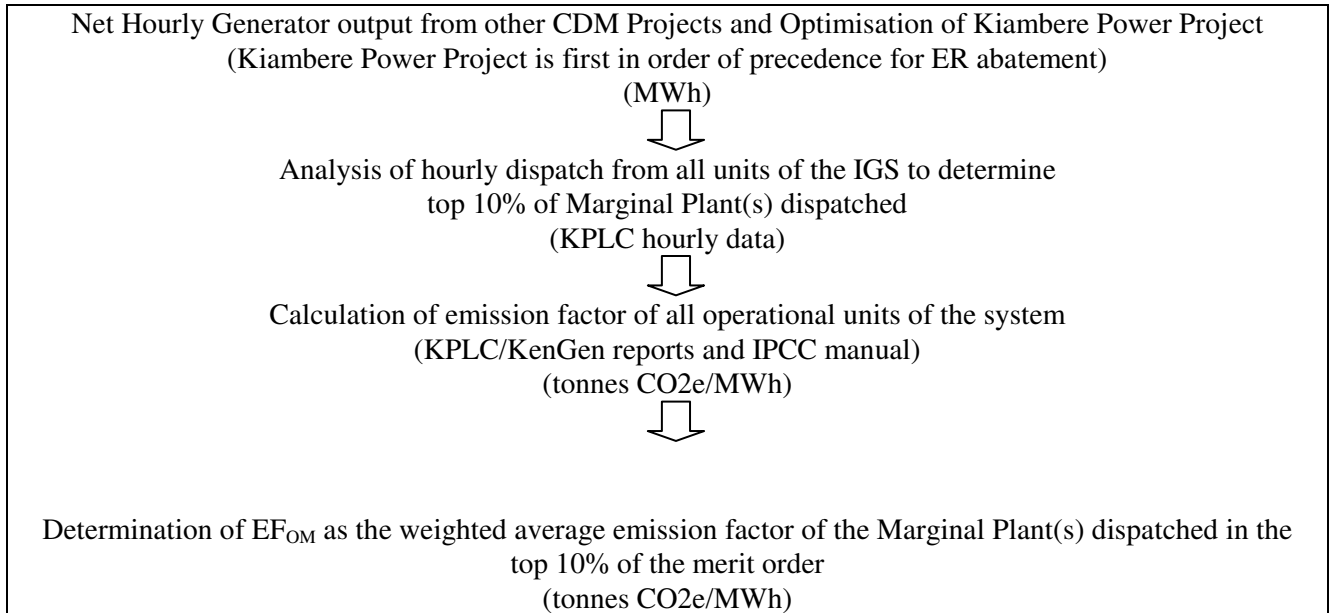 Net Hourly Generator output from other CDM Projects and Optimisation of Kiambere Power Project
(Kiambere Power Project is first in order of precedence for ER abatement)
(MWh)
Analysis of hourly dispatch from all units of the IGS to determine
top 10% of Marginal Plant(s) dispatched
(KPLC hourly data)
Calculation of emission factor of all operational units of the system
(KPLC/KenGen reports and IPCC manual)
(tonnes CO2e/MWh)
Determination of EFOM as the weighted average emission factor of the Marginal Plant(s) dispatched in the
top 10% of the merit order
(tonnes CO2e/MWh)